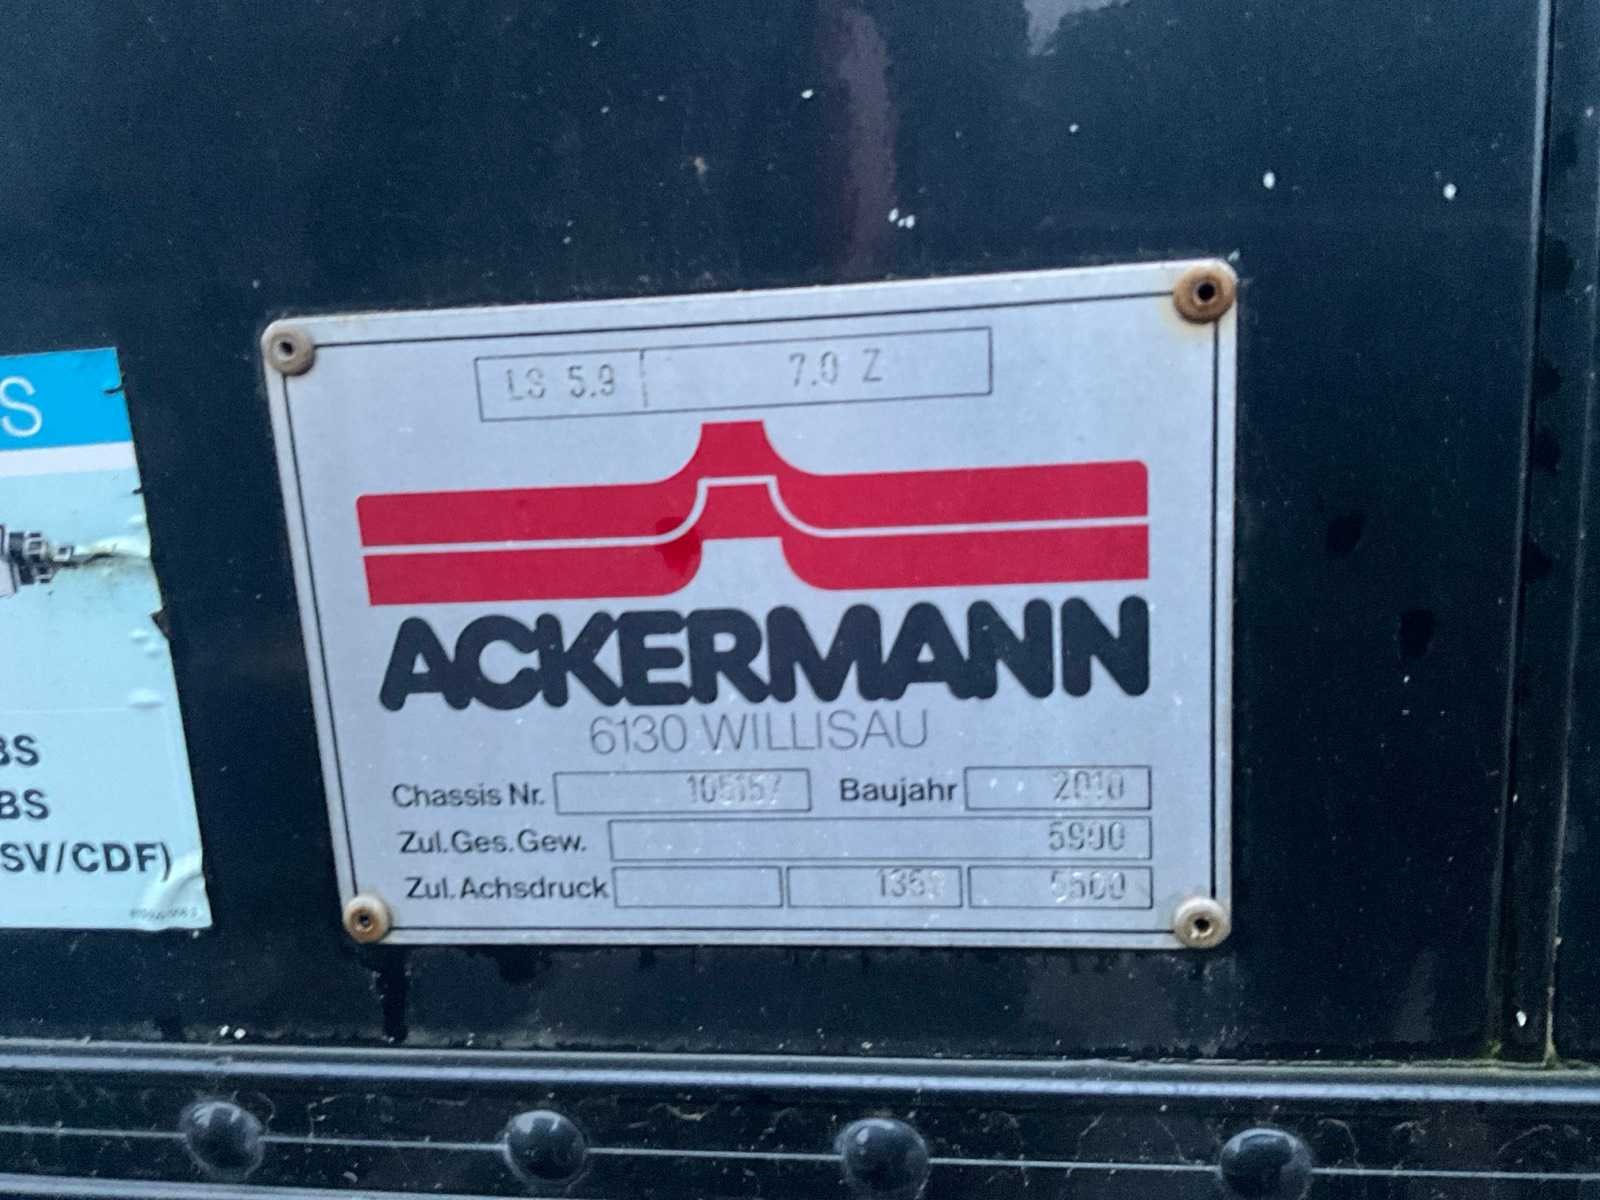 LS 5.9 7.0 Z
ACKERMANN
6130 WILLISAU
Chassis Nr. 105157 Baujahr 2010
Zul.Ges.Gew. 5900
Zul.Achsdruck 5500
S
BS
BS
SV/CDF)